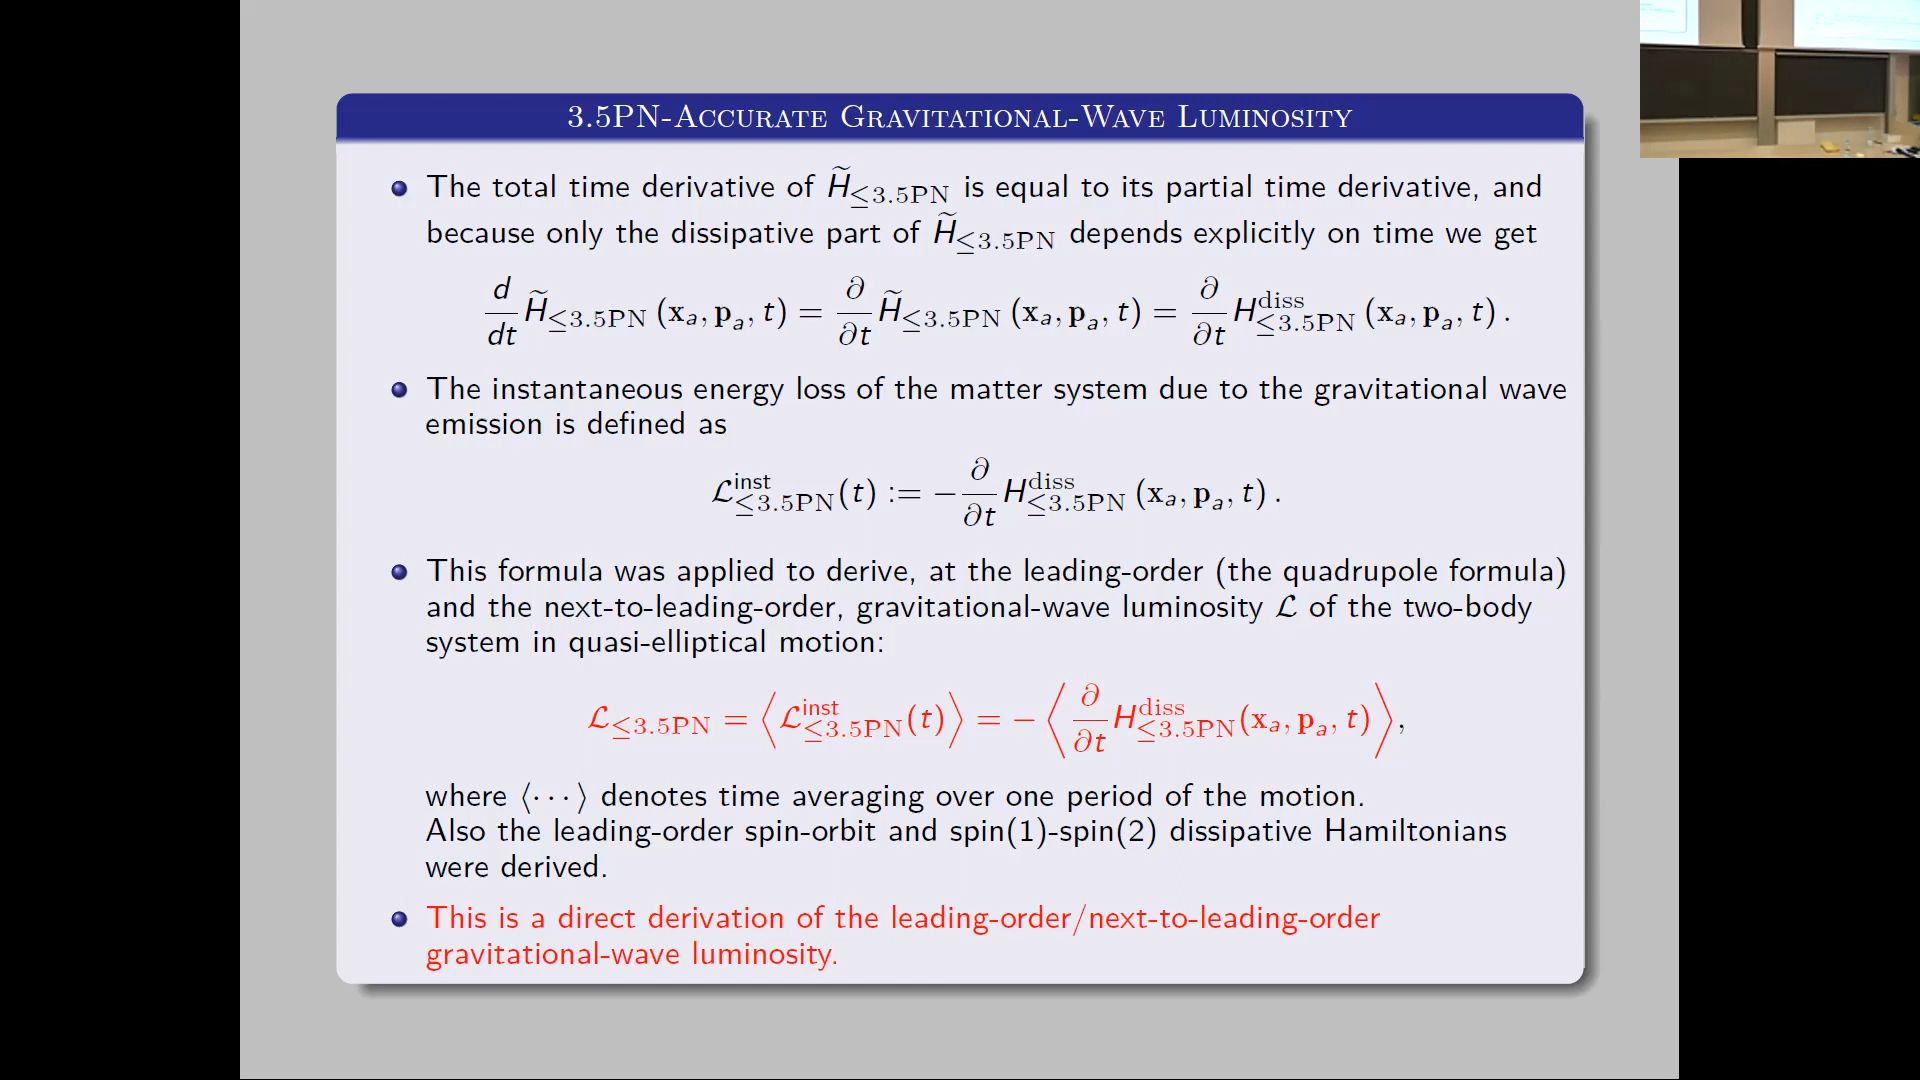 3.5PN-Accurate Gravitational-Wave Luminosity
The total time derivative of H̃≤3.5PN is equal to its partial time derivative, and
because only the dissipative part of H̃≤3.5PN depends explicitly on time we get
d/dt H̃≤3.5PN (xₐ, pₐ, t) = ∂/∂t H̃≤3.5PN (xₐ, pₐ, t) = ∂/∂t H^diss_≤3.5PN (xₐ, pₐ, t) .
The instantaneous energy loss of the matter system due to the gravitational wave
emission is defined as
ℒ^inst_≤3.5PN(t) := −∂/∂t H^diss_≤3.5PN (xₐ, pₐ, t) .
This formula was applied to derive, at the leading-order (the quadrupole formula)
and the next-to-leading-order, gravitational-wave luminosity ℒ of the two-body
system in quasi-elliptical motion:
ℒ≤3.5PN = ⟨ℒ^inst_≤3.5PN(t)⟩ = −⟨∂/∂t H^diss_≤3.5PN(xₐ, pₐ, t)⟩,
where ⟨· · ·⟩ denotes time averaging over one period of the motion.
Also the leading-order spin-orbit and spin(1)-spin(2) dissipative Hamiltonians
were derived.
This is a direct derivation of the leading-order/next-to-leading-order
gravitational-wave luminosity.